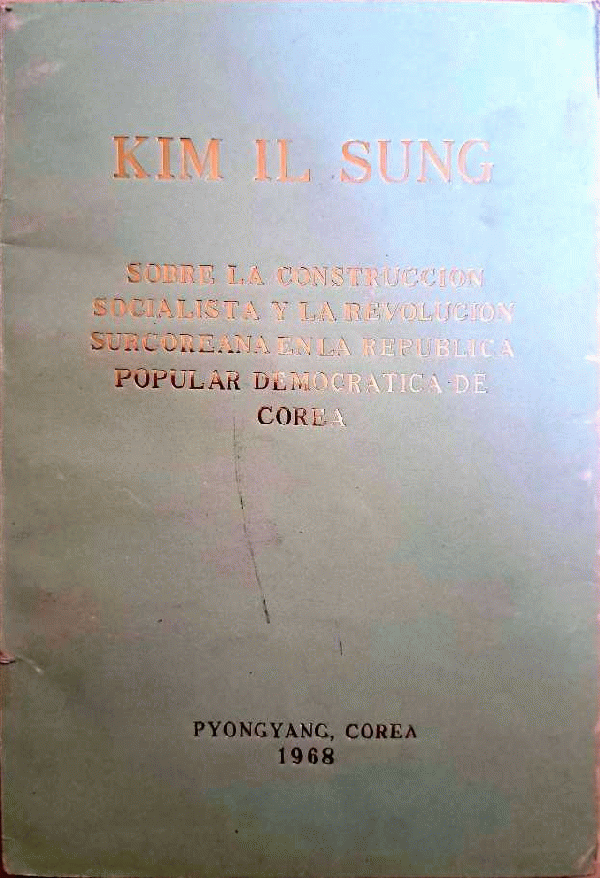 KIM IL SUNG
SOBRE LA CONSTRUCCION
SOCIALISTA Y LA REVOLUCION
SURCOREANA EN LA REPUBLICA
POPULAR DEMOCRATICA DE
COREA
PYONGYANG, COREA
1968